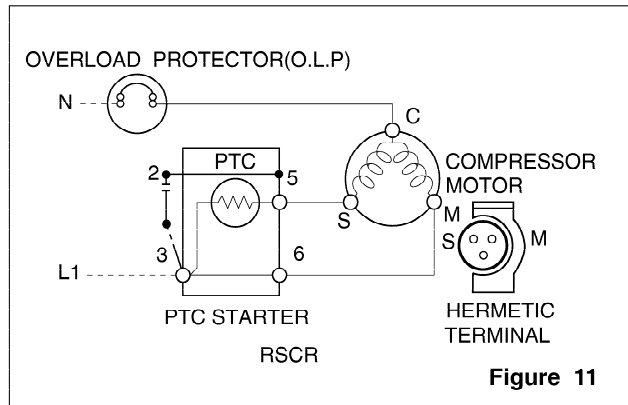 OVERLOAD PROTECTOR(O.L.P)
N
C
PTC
2
5
COMPRESSOR
MOTOR
S
M
S
M
3
6
L1
HERMETIC
TERMINAL
PTC STARTER
RSCR
Figure 11